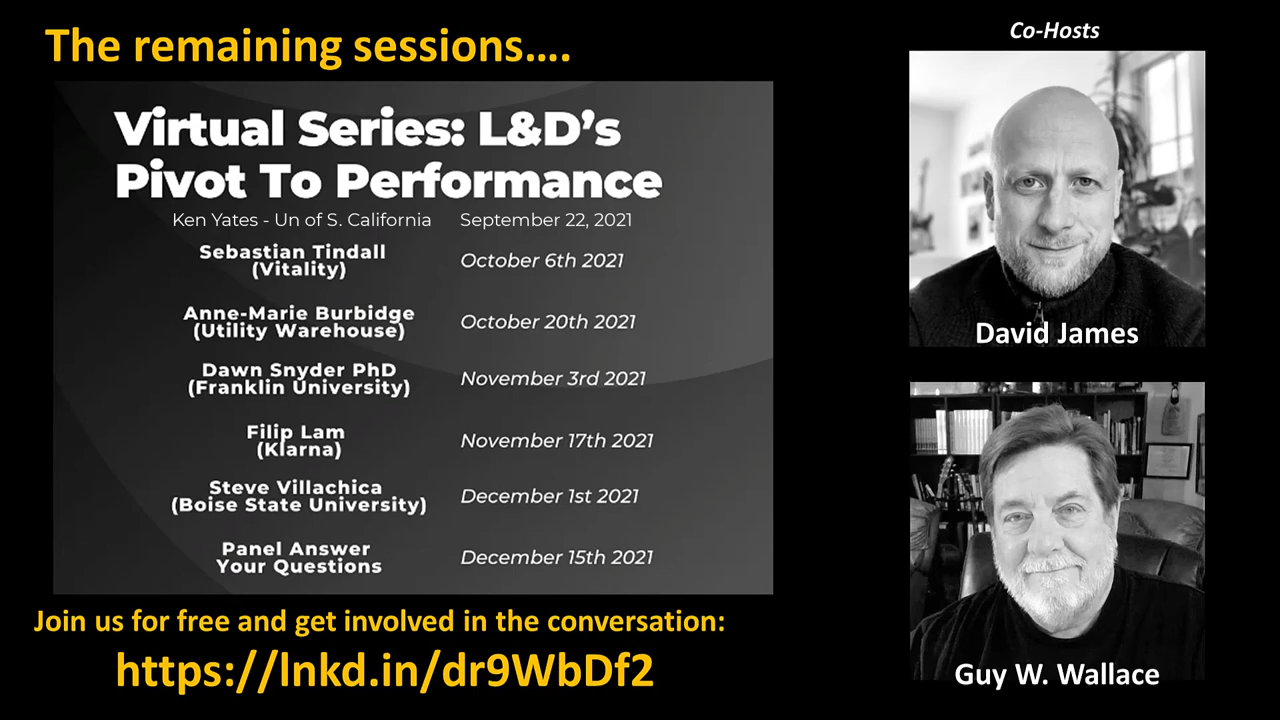 The remaining sessions....
Virtual Series: L&D's
Pivot To Performance
Ken Yates - Un of S. California September 22, 2021
Sebastian Tindall
(Vitality)
October 6th 2021
Anne-Marie Burbidge
(Utility Warehouse)
October 20th 2021
Dawn Snyder PhD
(Franklin University)
November 3rd 2021
Filip Lam
(Klarna)
November 17th 2021
Steve Villachica
(Boise State University)
December 1st 2021
Panel Answer
Your Questions
December 15th 2021
Join us for free and get involved in the conversation:
https://lnkd.in/dr9WbDf2
Co-Hosts
David James
Guy W. Wallace